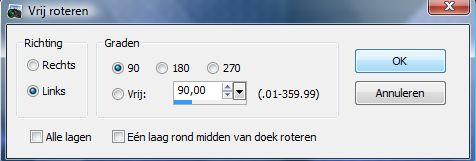 Vrij roteren
Richting
Rechts
Links
Graden
90
180
270
Vrij:
90,00
(.01-359.99)
OK
Annuleren
Alle lagen
Eén laag rond midden van doek roteren